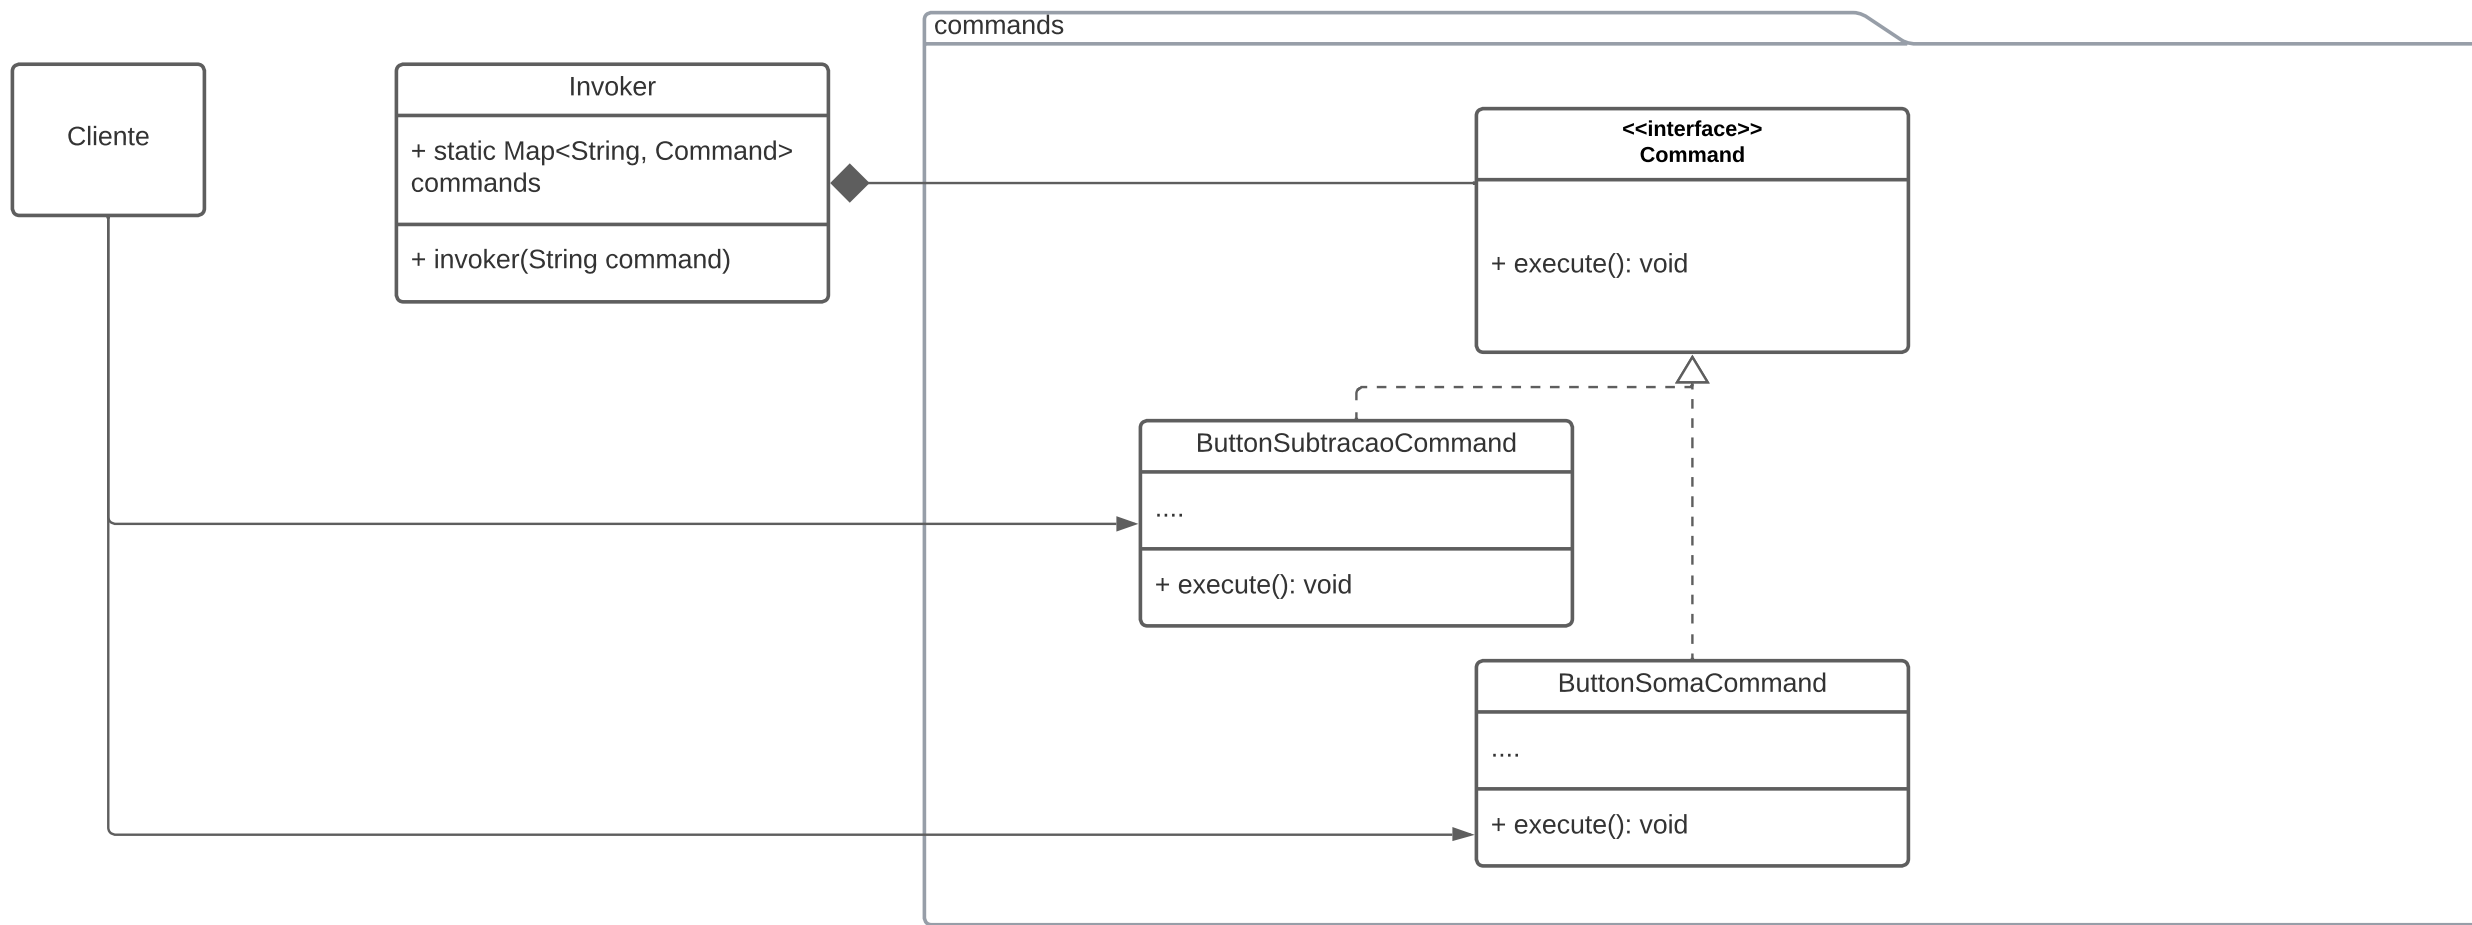 commands
Cliente
Invoker
+ static Map<String, Command>
commands
+ invoker(String command)
<<interface>>
Command
+ execute(): void
ButtonSubtracaoCommand
....
+ execute(): void
ButtonSomaCommand
....
+ execute(): void